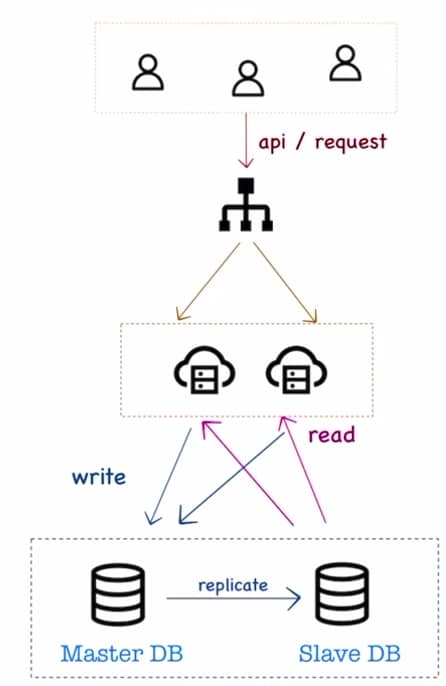 api / request
read
write
replicate
Master DB
Slave DB